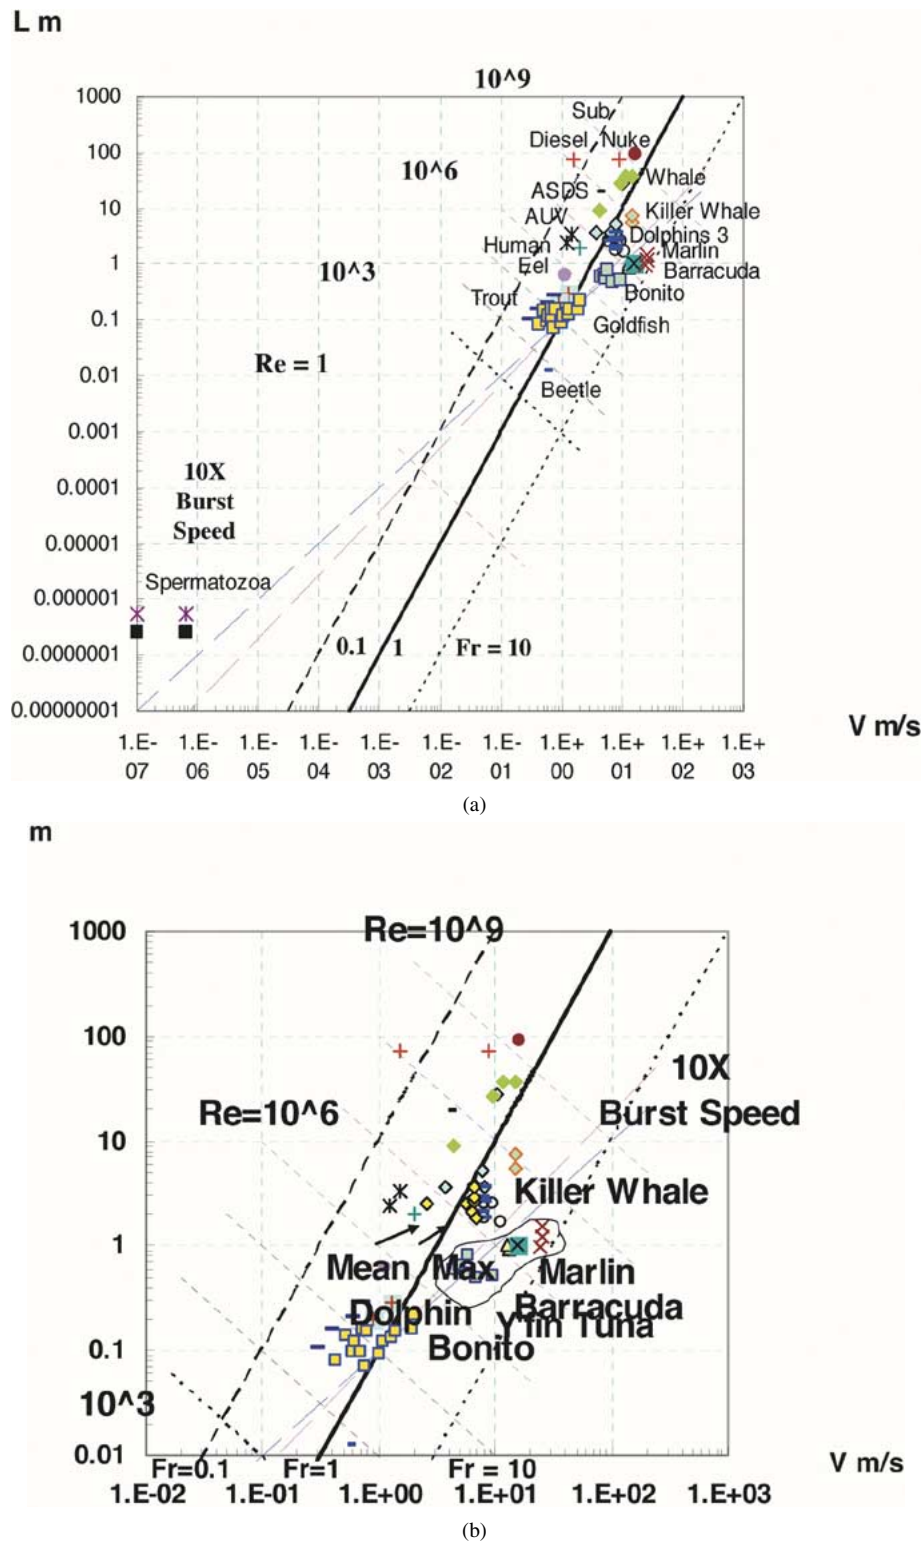 L m
10^9
1000
Sub
Diesel Nuke
100
10^6
Whale
ASDS
10
AUV
Killer Whale
Dolphins 3
Human
Marlin
10^3
1
Eel
Barracuda
Trout
Bonito
0.1
Goldfish
Re = 1
0.01
Beetle
0.001
10X
Burst
Speed
0.0001
0.00001
Spermatozoa
0.000001
0.1 1 Fr = 10
0.0000001
0.00000001
V m/s
1.E- 1.E- 1.E- 1.E- 1.E- 1.E- 1.E- 1.E+ 1.E+ 1.E+ 1.E+
07 06 05 04 03 02 01 00 01 02 03
(a)
m
1000
Re=10^9
100
10X
Burst Speed
Re=10^6
10
Killer Whale
1
Mean Max
Marlin
Dolphin
Barracuda
Y'fin Tuna
Bonito
0.1
10^3
0.01
V m/s
Fr=0.1 Fr=1 Fr = 10
1.E-02 1.E-01 1.E+00 1.E+01 1.E+02 1.E+03
(b)